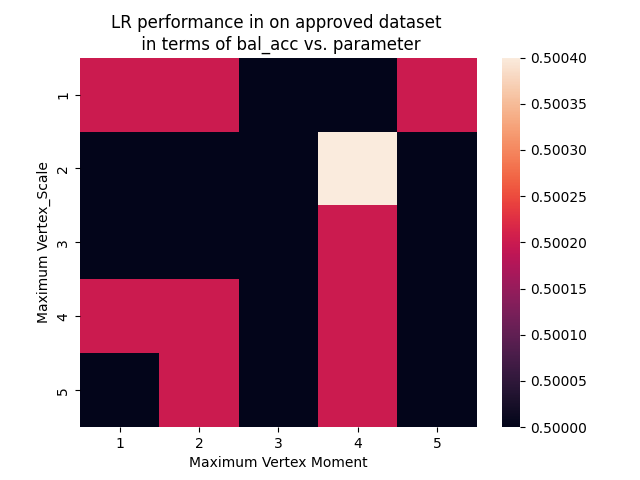 LR performance in on approved dataset
in terms of bal_acc vs. parameter
Maximum Vertex_Scale
1
2
3
4
5
1 2 3 4 5
Maximum Vertex Moment
0.50040
0.50035
0.50030
0.50025
0.50020
0.50015
0.50010
0.50005
0.50000